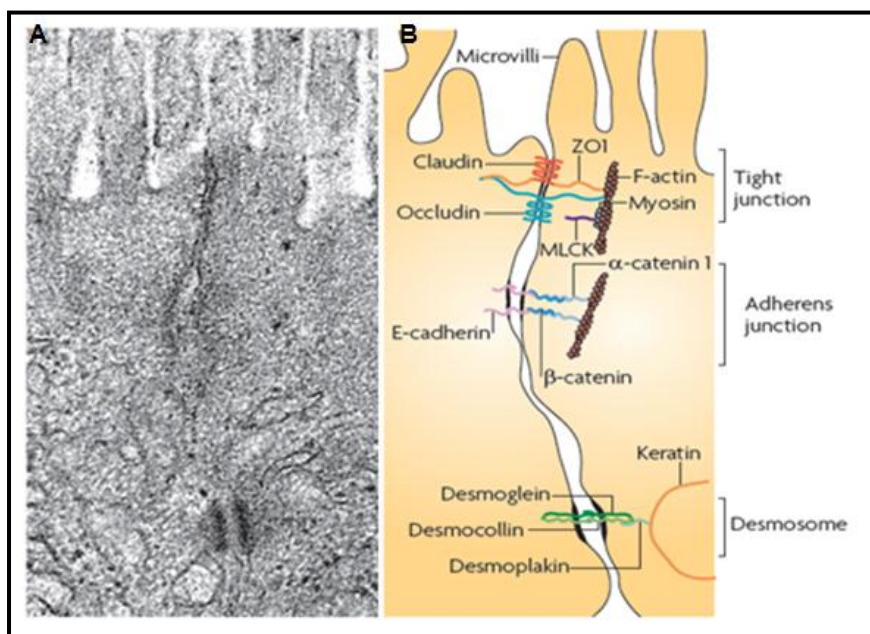 A
B
Microvilli
Claudin
ZO1
F-actin
Myosin
Tight
junction
Occludin
MLCK
α-catenin 1
Adherens
junction
E-cadherin
β-catenin
Keratin
Desmoglein
Desmocollin
Desmosome
Desmoplakin